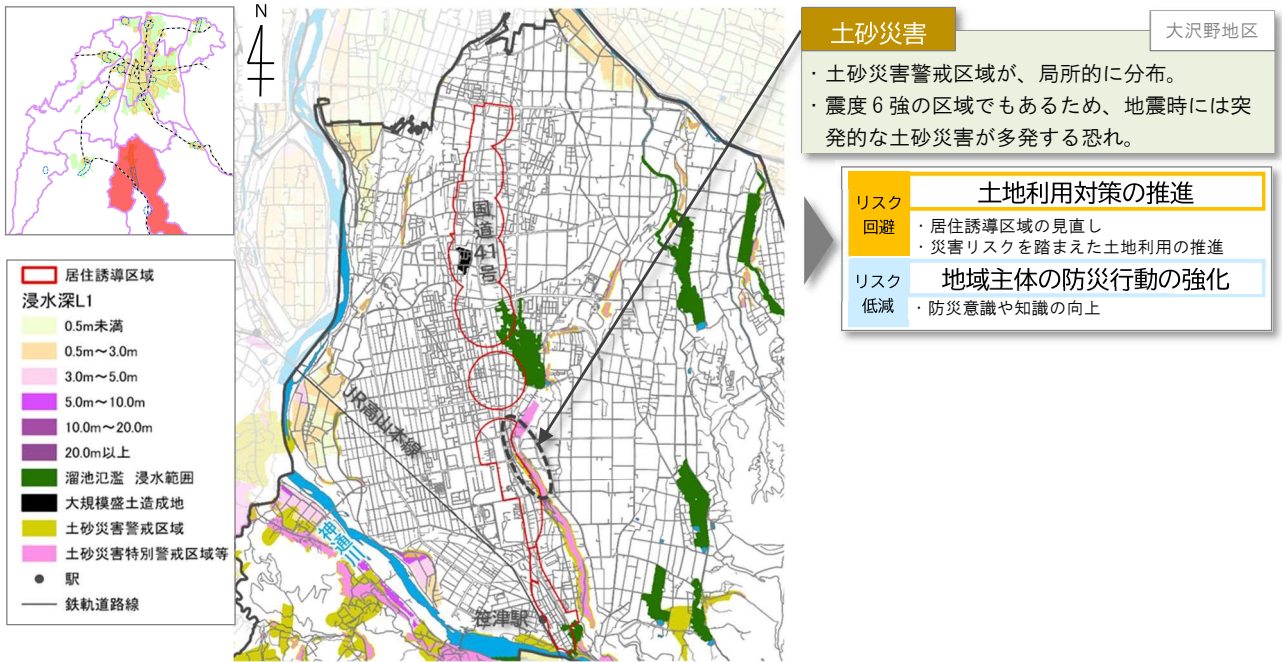 N
土砂災害
大沢野地区
・土砂災害警戒区域が、局所的に分布。
・震度6強の区域でもあるため、地震時には突
発的な土砂災害が多発する恐れ。
リスク
回避
土地利用対策の推進
・居住誘導区域の見直し
・災害リスクを踏まえた土地利用の推進
リスク
低減
地域主体の防災行動の強化
・防災意識や知識の向上
国道41号
JR高山本線
神通川
笹津駅
居住誘導区域
浸水深L1
0.5m未満
0.5m～3.0m
3.0m～5.0m
5.0m～10.0m
10.0m～20.0m
20.0m以上
溜池氾濫 浸水範囲
大規模盛土造成地
土砂災害警戒区域
土砂災害特別警戒区域等
駅
鉄軌道路線